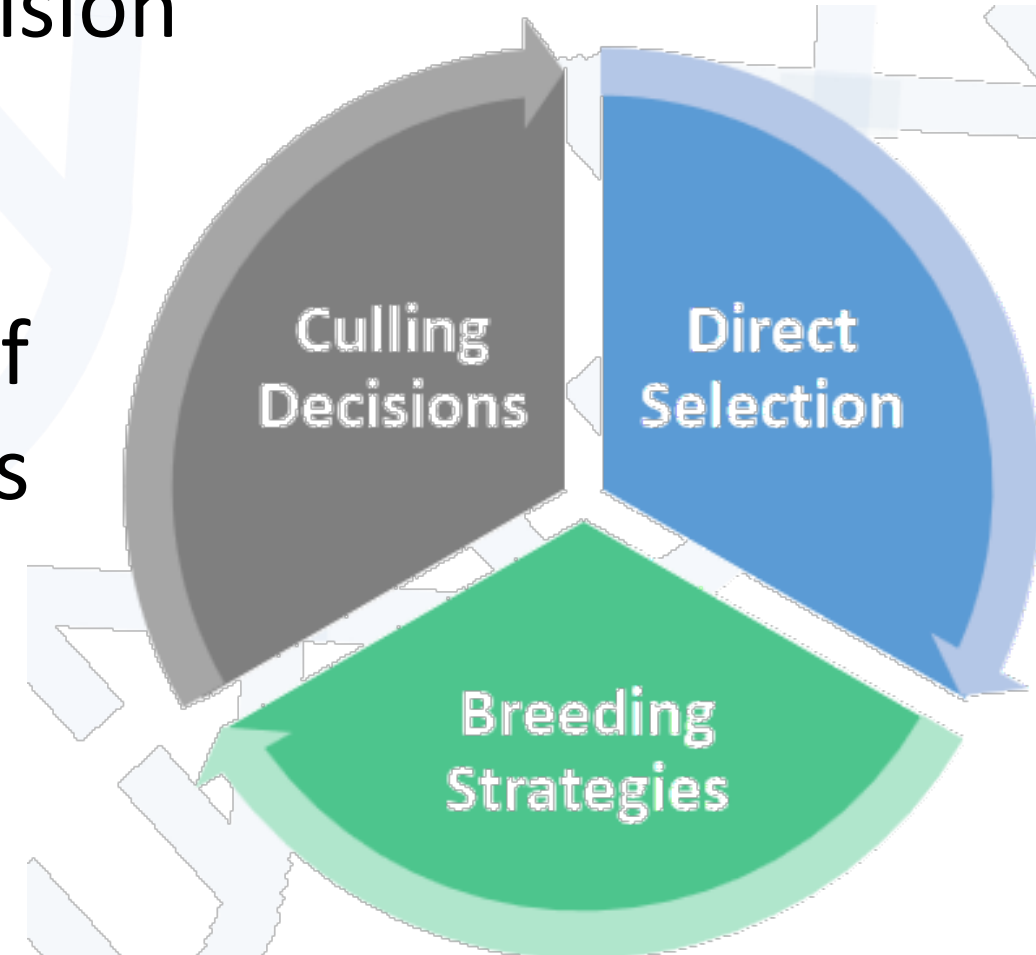 Culling
Decisions
Direct
Selection
Breeding
Strategies